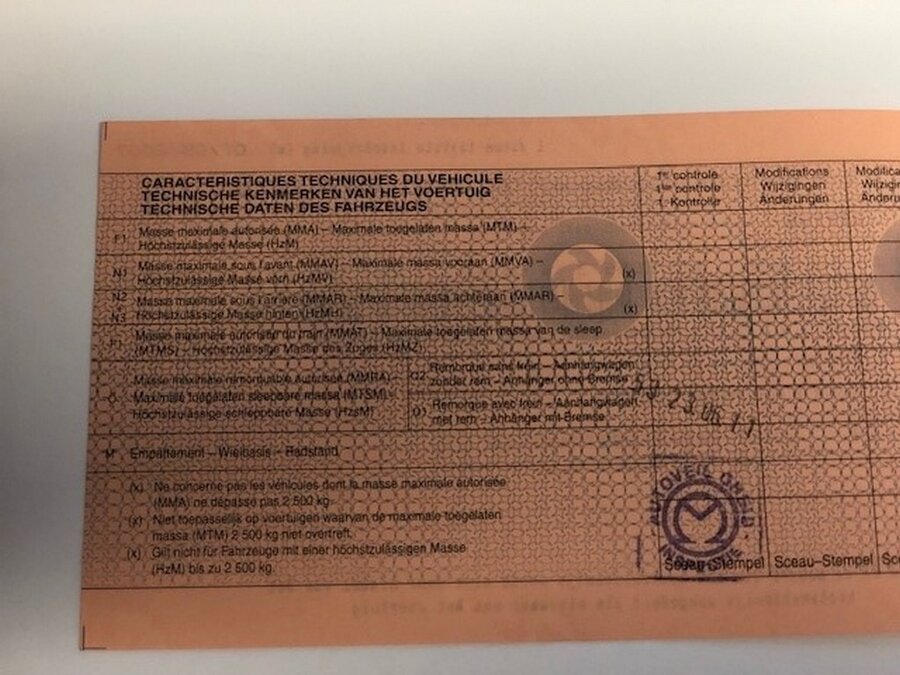 CARACTERISTIQUES TECHNIQUES DU VEHICULE
TECHNISCHE KENMERKEN VAN HET VOERTUIG
TECHNISCHE DATEN DES FAHRZEUGS
1er controle
1ste controle
1. Kontrolle
Modifications
Wijzigingen
Änderungen
F1 Masse maximale autorisée (MMA) – Maximale toegelaten massa (MTM) –
Höchstzulässige Masse (HzM)
N1 Masse maximale sous l'avant (MMAV) – Maximale massa vooraan (MMVA) –
Höchstzulässige Masse vorn (HzMV) (x)
N2 Masse maximale sous l'arrière (MMAR) – Maximale massa achteraan (MMAR) –
N3 Höchstzulässige Masse hinten (HzMH) (x)
Masse maximale autorisée du train (MMAT) – Maximale toegelaten massa van de sleep
(MTMS) – Höchstzulässige Masse des Zuges (HzMZ)
Masse maximale remorquable autorisée (MMRA) –
O. Maximale toegelaten sleepbare massa (MTSM) –
Höchstzulässige schleppbare Masse (HzsM)
O2 Remorque sans frein – Aanhangwagen
zonder rem – Anhänger ohne Bremse
O1 Remorque avec frein – Aanhangwagen
met rem – Anhänger mit Bremse
23.06.11
M Empattement – Wielbasis – Radstand
(x) Ne concerne pas les véhicules dont la masse maximale autorisée
(MMA) ne dépasse pas 2 500 kg.
(x) Niet toepasselijk op voertuigen waarvan de maximale toegelaten
massa (MTM) 2 500 kg niet overtreft.
(x) Gilt nicht für Fahrzeuge mit einer höchstzulässigen Masse
(HzM) bis zu 2 500 kg.
AUTOVEIL
Sceau–Stempel
Sceau–Stempel